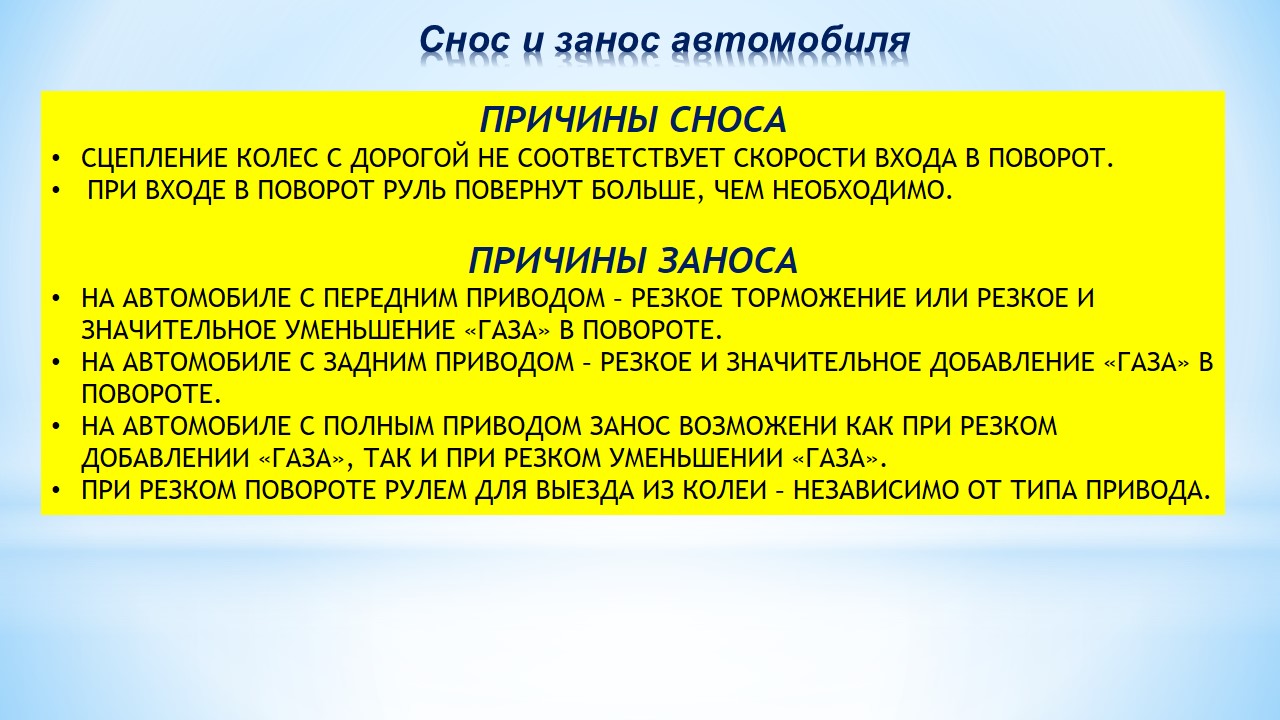 Снос и занос автомобиля
ПРИЧИНЫ СНОСА
• СЦЕПЛЕНИЕ КОЛЕС С ДОРОГОЙ НЕ СООТВЕТСТВУЕТ СКОРОСТИ ВХОДА В ПОВОРОТ.
• ПРИ ВХОДЕ В ПОВОРОТ РУЛЬ ПОВЕРНУТ БОЛЬШЕ, ЧЕМ НЕОБХОДИМО.
ПРИЧИНЫ ЗАНОСА
• НА АВТОМОБИЛЕ С ПЕРЕДНИМ ПРИВОДОМ – РЕЗКОЕ ТОРМОЖЕНИЕ ИЛИ РЕЗКОЕ И
ЗНАЧИТЕЛЬНОЕ УМЕНЬШЕНИЕ «ГАЗА» В ПОВОРОТЕ.
• НА АВТОМОБИЛЕ С ЗАДНИМ ПРИВОДОМ – РЕЗКОЕ И ЗНАЧИТЕЛЬНОЕ ДОБАВЛЕНИЕ «ГАЗА» В
ПОВОРОТЕ.
• НА АВТОМОБИЛЕ С ПОЛНЫМ ПРИВОДОМ ЗАНОС ВОЗМОЖЕНИ КАК ПРИ РЕЗКОМ
ДОБАВЛЕНИИ «ГАЗА», ТАК И ПРИ РЕЗКОМ УМЕНЬШЕНИИ «ГАЗА».
• ПРИ РЕЗКОМ ПОВОРОТЕ РУЛЕМ ДЛЯ ВЫЕЗДА ИЗ КОЛЕИ – НЕЗАВИСИМО ОТ ТИПА ПРИВОДА.